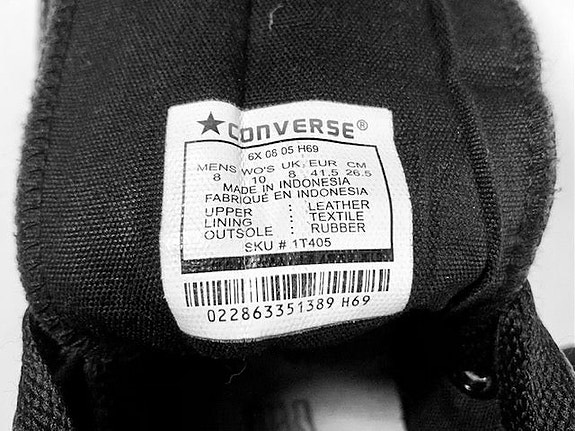 ★ CONVERSE®
6X 08 05 H69
MENS WO'S UK EUR CM
8 10 8 41.5 26.5
MADE IN INDONESIA
FABRIQUÉ EN INDONESIA
UPPER : LEATHER
LINING : TEXTILE
OUTSOLE : RUBBER
SKU # 1T405
022863351389 H69